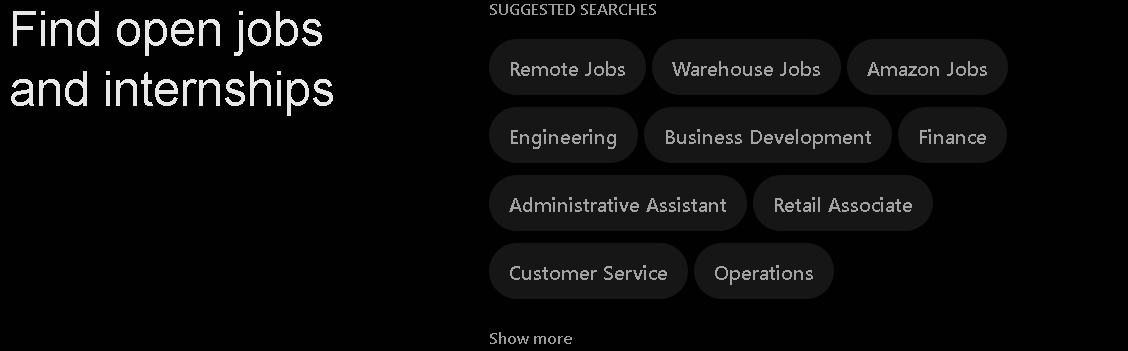 Find open jobs
and internships
SUGGESTED SEARCHES
Remote Jobs
Warehouse Jobs
Amazon Jobs
Engineering
Business Development
Finance
Administrative Assistant
Retail Associate
Customer Service
Operations
Show more